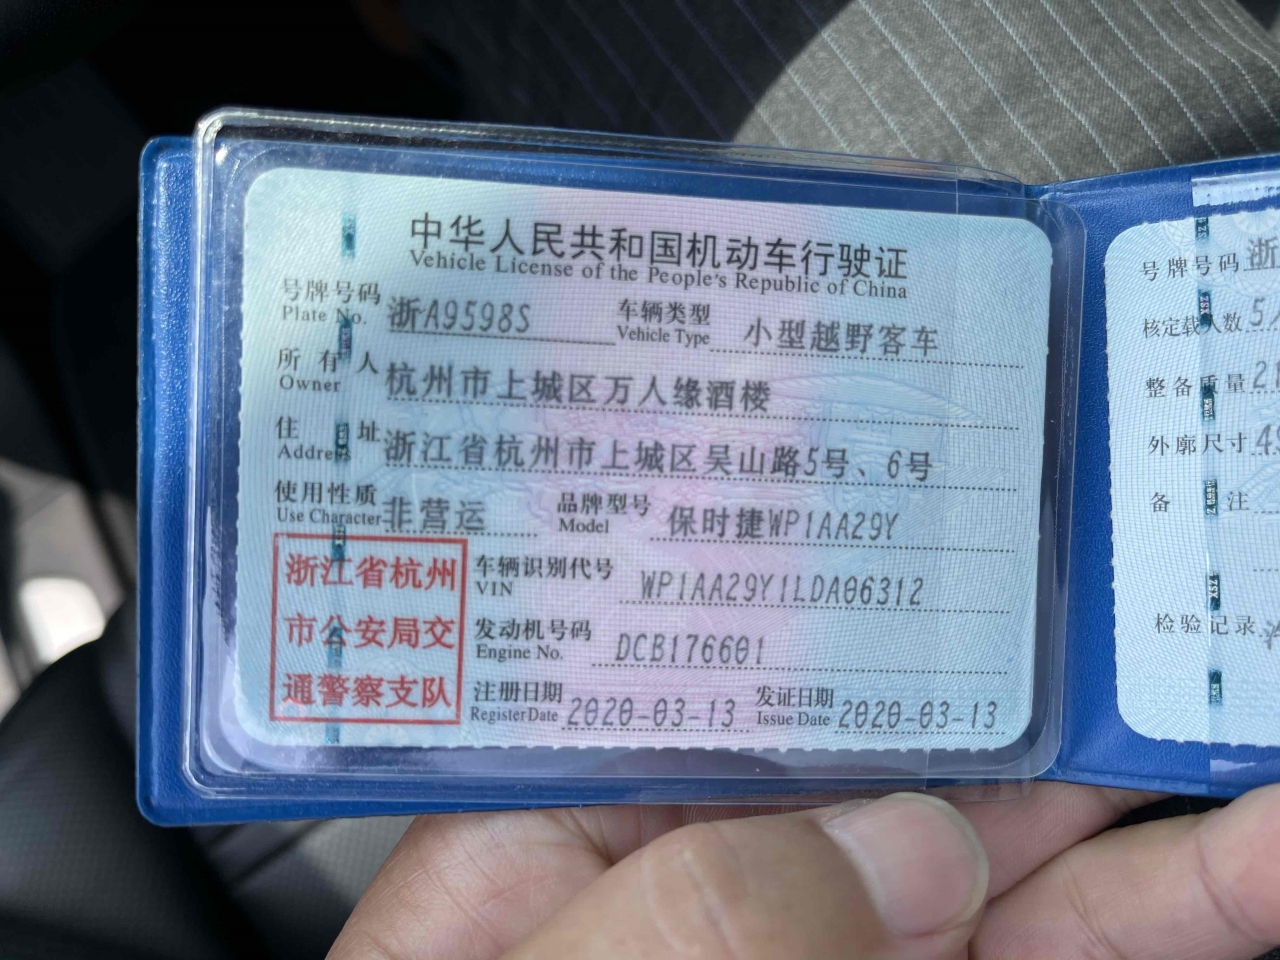 中华人民共和国机动车行驶证
Vehicle License of the People's Republic of China
号牌号码 浙A9598S 车辆类型 小型越野客车
Plate No. Vehicle Type
所有人 杭州市上城区万人缘酒楼
Owner
住址 浙江省杭州市上城区吴山路5号、6号
Address
使用性质 非营运 品牌型号 保时捷WP1AA29Y
Use Character Model
浙江省杭州
市公安局交
通警察支队
车辆识别代号 WP1AA29Y1LDA06312
VIN
发动机号码 DCB176601
Engine No.
注册日期 2020-03-13 发证日期 2020-03-13
Register Date Issue Date
号牌号码 浙
核定载人数 5
整备质量 2
外廓尺寸 4
备注
检验记录